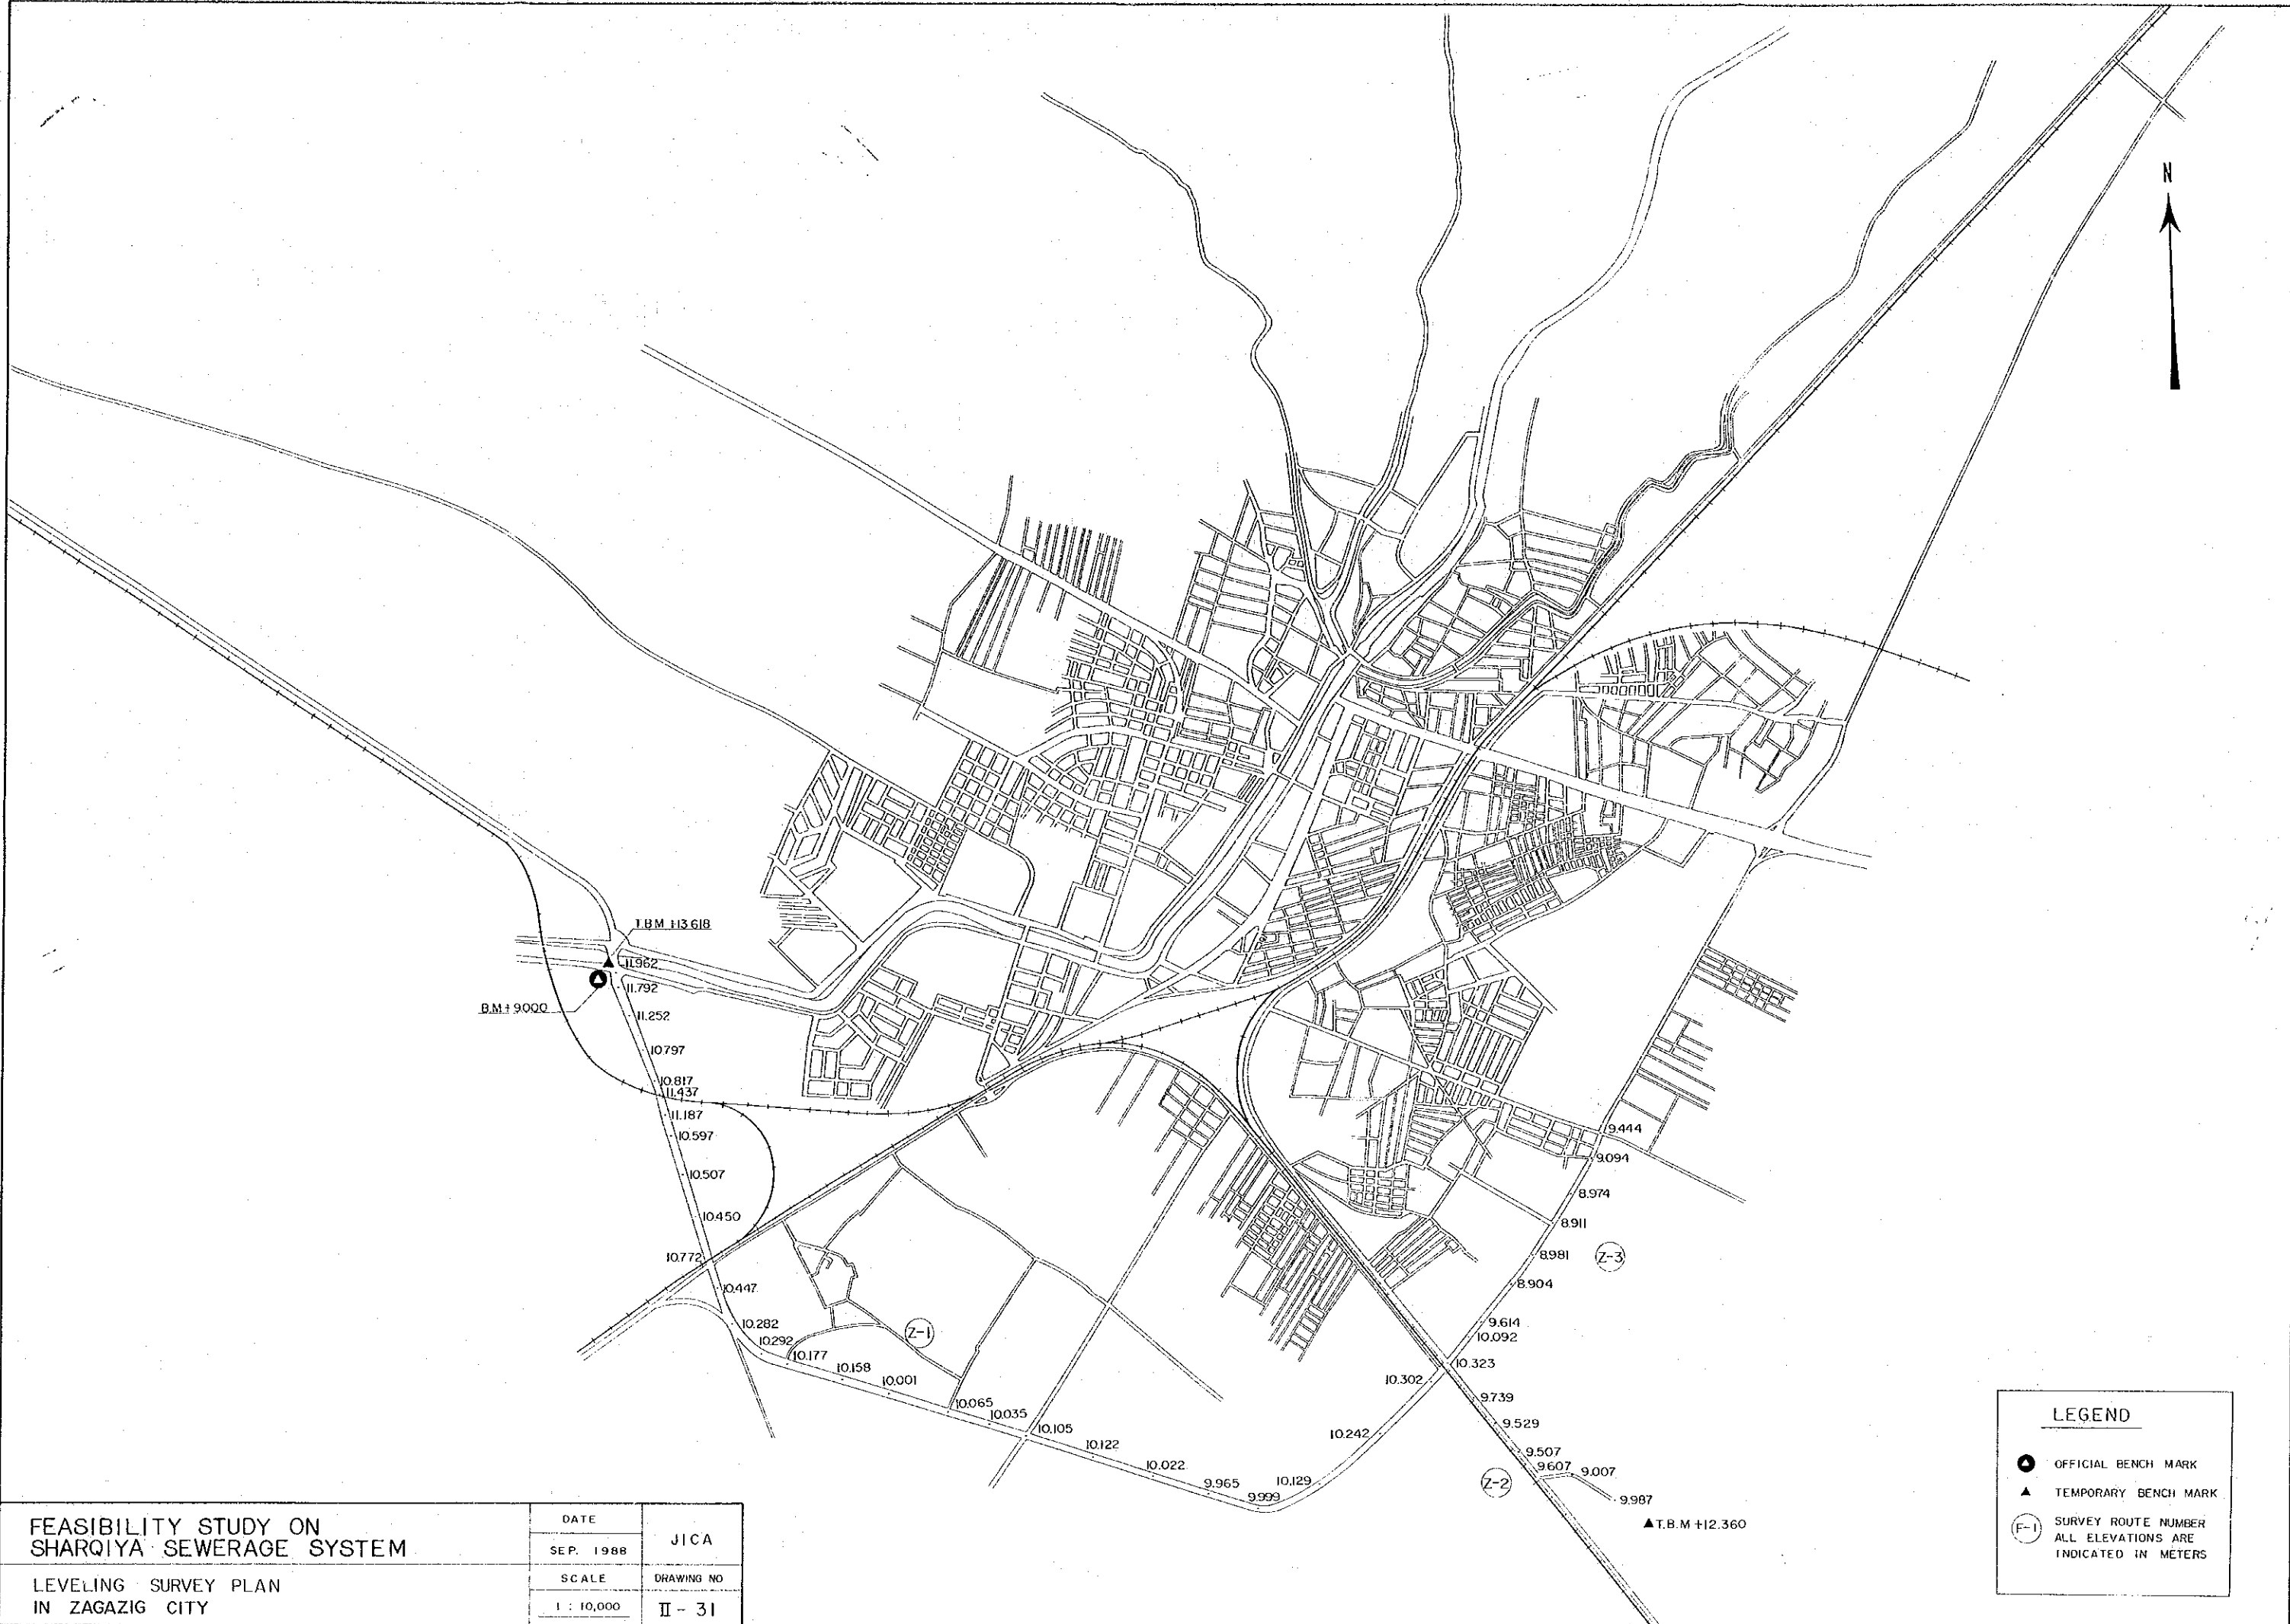 N
T.B.M +13.618
11.962
11.792
B.M+9.000
11.252
10.797
10.817
11.437
11.187
10.597
10.507
10.450
10.772
10.447
10.282
10.292
10.177
10.158
10.001
Z-1
10.065
10.035
10.105
10.122
10.022
9.965
9.999
10.129
10.242
10.302
9.444
9.094
8.974
8.911
8.981
Z-3
8.904
9.614
10.092
10.323
9.739
9.529
9.507
9.607
9.007
9.987
Z-2
T.B.M +12.360
LEGEND
OFFICIAL BENCH MARK
TEMPORARY BENCH MARK
F-1
SURVEY ROUTE NUMBER
ALL ELEVATIONS ARE
INDICATED IN METERS
FEASIBILITY STUDY ON
SHARQIYA SEWERAGE SYSTEM
LEVELING SURVEY PLAN
IN ZAGAZIG CITY
DATE
SEP. 1988
SCALE
1 : 10,000
JICA
DRAWING NO
II - 31